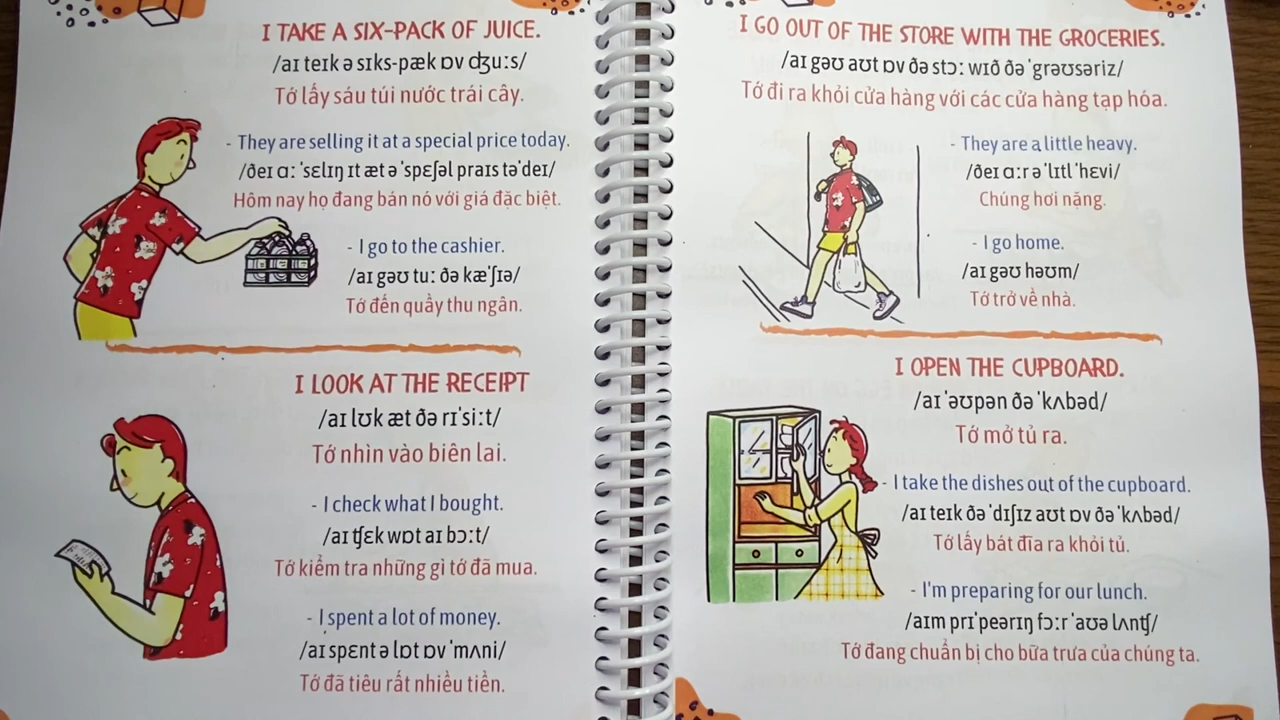 I TAKE A SIX-PACK OF JUICE.
/aɪ teɪk ə sɪks-pæk ɒv ʤuːs/
Tớ lấy sáu túi nước trái cây.
- They are selling it at a special price today.
/ðeɪ ɑː ˈsɛlɪŋ ɪt æt ə ˈspɛʃəl praɪs təˈdeɪ/
Hôm nay họ đang bán nó với giá đặc biệt.
- I go to the cashier.
/aɪ gəʊ tuː ðə kæˈʃɪə/
Tớ đến quầy thu ngân.
I LOOK AT THE RECEIPT
/aɪ lʊk æt ðə rɪˈsiːt/
Tớ nhìn vào biên lai.
- I check what I bought.
/aɪ ʧɛk wɒt aɪ bɔːt/
Tớ kiểm tra những gì tớ đã mua.
- I spent a lot of money.
/aɪ spɛnt ə lɒt ɒv ˈmʌni/
Tớ đã tiêu rất nhiều tiền.
I GO OUT OF THE STORE WITH THE GROCERIES.
/aɪ gəʊ aʊt ɒv ðə stɔː wɪð ðə ˈgrəʊsəriz/
Tớ đi ra khỏi cửa hàng với các cửa hàng tạp hóa.
- They are a little heavy.
/ðeɪ ɑːr ə ˈlɪtl ˈhɛvi/
Chúng hơi nặng.
- I go home.
/aɪ gəʊ həʊm/
Tớ trở về nhà.
I OPEN THE CUPBOARD.
/aɪ ˈəʊpən ðə ˈkʌbəd/
Tớ mở tủ ra.
- I take the dishes out of the cupboard.
/aɪ teɪk ðə ˈdɪʃɪz aʊt ɒv ðə ˈkʌbəd/
Tớ lấy bát đĩa ra khỏi tủ.
- I'm preparing for our lunch.
/aɪm prɪˈpeərɪŋ fɔːr ˈaʊə lʌnʧ/
Tớ đang chuẩn bị cho bữa trưa của chúng ta.